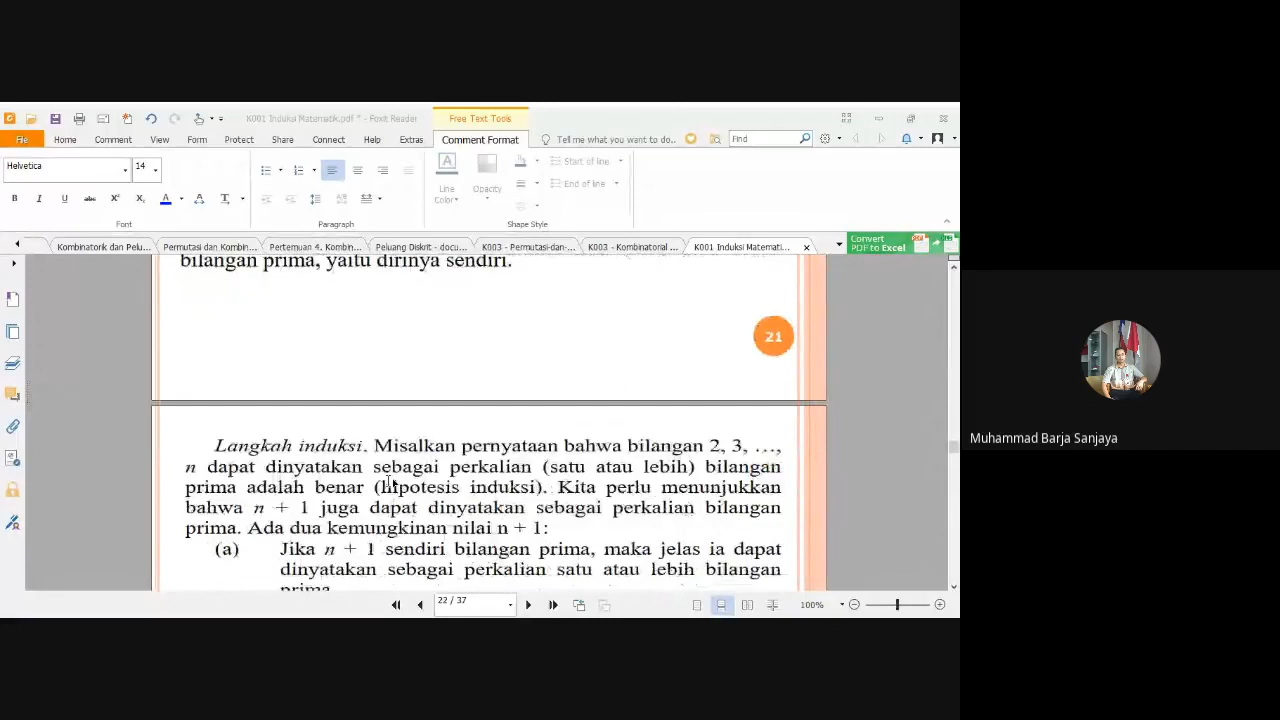 K001 Induksi Matematik.pdf * - Foxit Reader
Free Text Tools
File Home Comment View Form Protect Share Connect Help Extras Comment Format Tell me what you want to do.. Find
Helvetica 14
Line Color Opacity Start of line
End of line
Font Paragraph Shape Style
Kombinatorik dan Pelu... Permutasi dan Kombin... Pertemuan 4. Kombin... Peluang Diskrit - docu... K003 - Permutasi-dan-... K003 - Kombinatorial ... K001 Induksi Matemati...
Convert
PDF to Excel
bilangan prima, yaitu dirinya sendiri.
21
Langkah induksi. Misalkan pernyataan bahwa bilangan 2, 3, …,
n dapat dinyatakan sebagai perkalian (satu atau lebih) bilangan
prima adalah benar (hipotesis induksi). Kita perlu menunjukkan
bahwa n + 1 juga dapat dinyatakan sebagai perkalian bilangan
prima. Ada dua kemungkinan nilai n + 1:
(a) Jika n + 1 sendiri bilangan prima, maka jelas ia dapat
dinyatakan sebagai perkalian satu atau lebih bilangan
prima
22 / 37
100%
Muhammad Barja Sanjaya